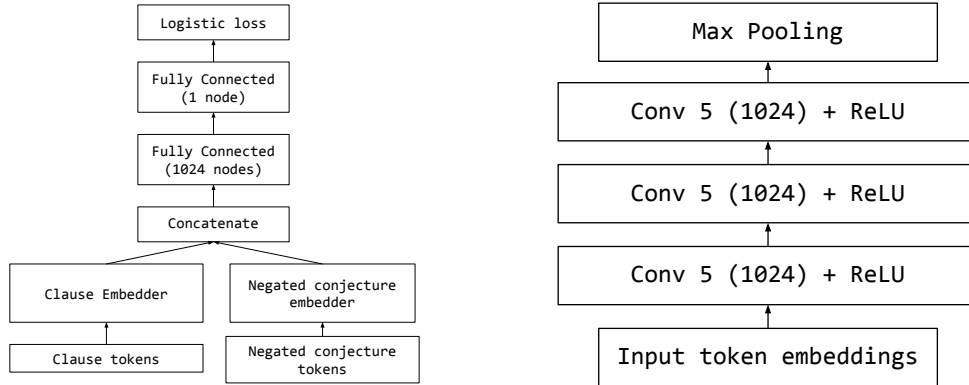 Logistic loss
Fully Connected
(1 node)
Fully Connected
(1024 nodes)
Concatenate
Clause Embedder
Negated conjecture
embedder
Clause tokens
Negated conjecture
tokens
Max Pooling
Conv 5 (1024) + ReLU
Conv 5 (1024) + ReLU
Conv 5 (1024) + ReLU
Input token embeddings